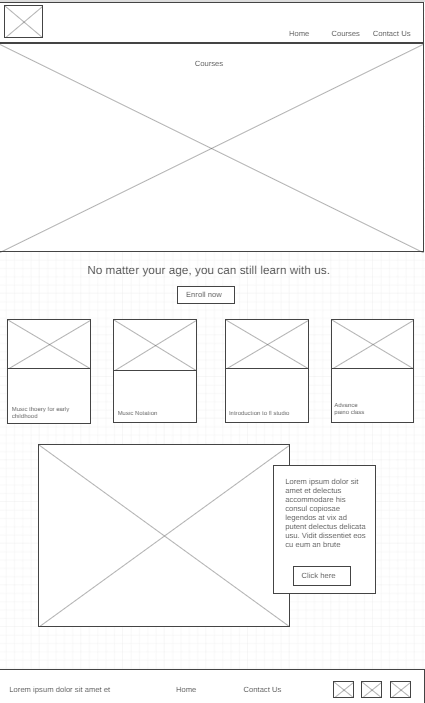 Home Courses Contact Us
Courses
No matter your age, you can still learn with us.
Enroll now
Music thoery for early
childhood
Music Notation
Introduction to fl studio
Advance
paino class
Lorem ipsum dolor sit
amet et delectus
accommodare his
consul copiosae
legendos at vix ad
putent delectus delicata
usu. Vidit dissentiet eos
cu eum an brute
Click here
Lorem ipsum dolor sit amet et Home Contact Us